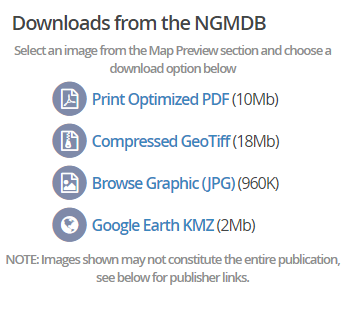 Downloads from the NGMDB
Select an image from the Map Preview section and choose a
download option below
Print Optimized PDF (10Mb)
Compressed GeoTiff (18Mb)
Browse Graphic (JPG) (960K)
Google Earth KMZ (2Mb)
NOTE: Images shown may not constitute the entire publication,
see below for publisher links.